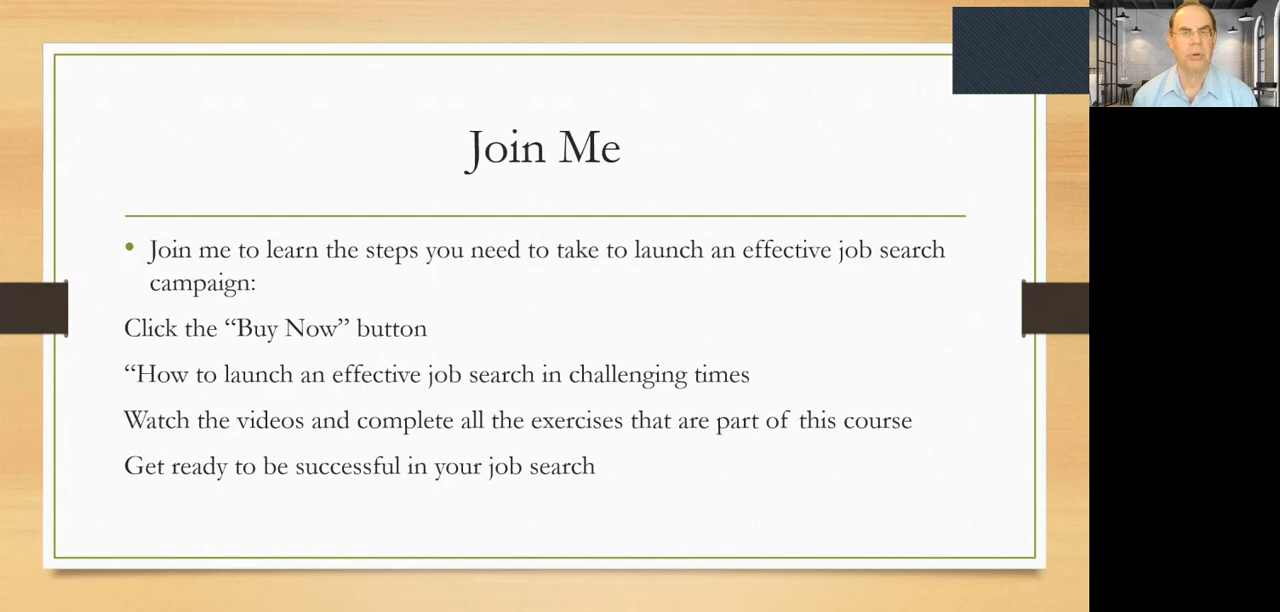 Join Me
• Join me to learn the steps you need to take to launch an effective job search
campaign:
Click the “Buy Now” button
“How to launch an effective job search in challenging times
Watch the videos and complete all the exercises that are part of this course
Get ready to be successful in your job search